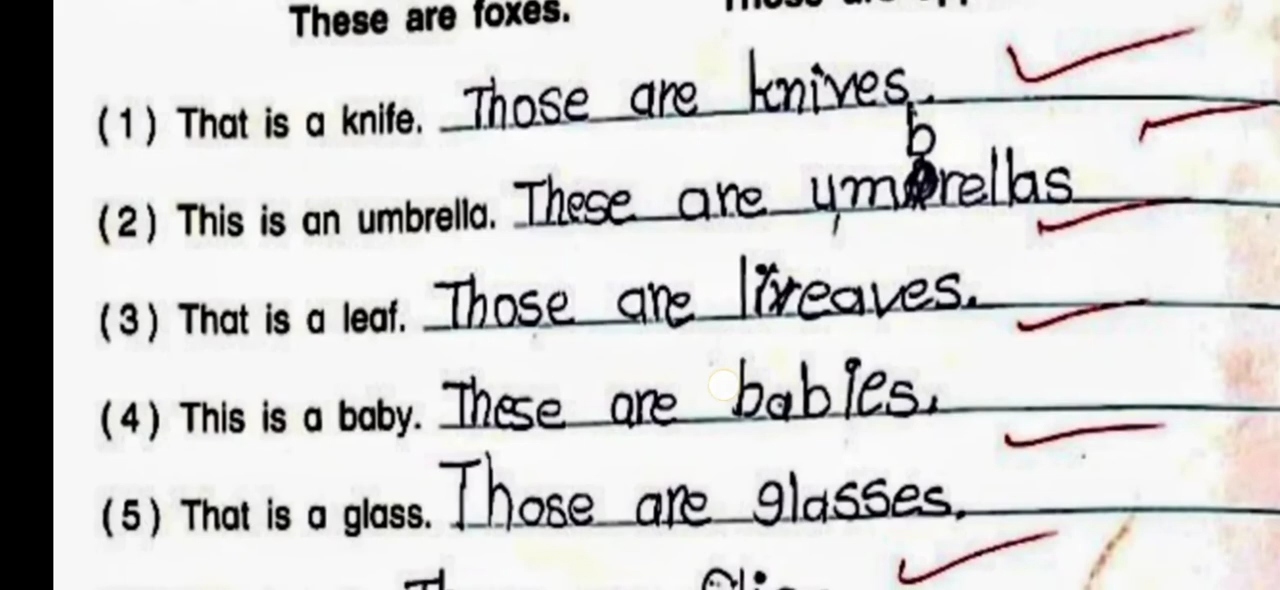 These are foxes.
(1) That is a knife. Those are knives.
(2) This is an umbrella. These are umbrellas
(3) That is a leaf. Those are leaves.
(4) This is a baby. These are babies.
(5) That is a glass. Those are glasses.